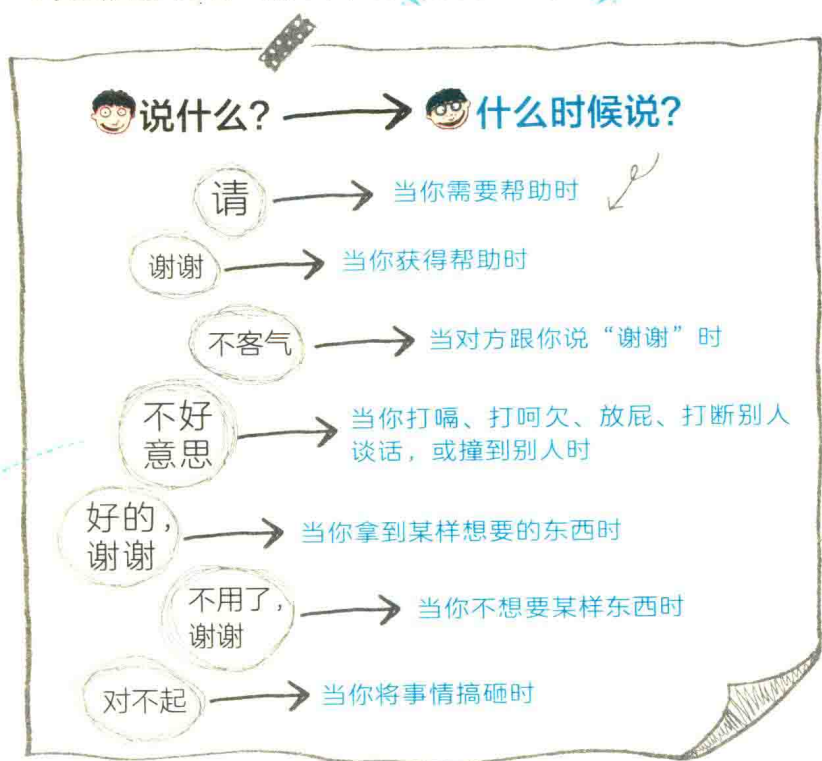 说什么? 什么时候说?
请 当你需要帮助时
谢谢 当你获得帮助时
不客气 当对方跟你说“谢谢”时
不好
意思
当你打嗝、打呵欠、放屁、打断别人
谈话，或撞到别人时
好的，
谢谢
当你拿到某样想要的东西时
不用了，
谢谢
当你不想要某样东西时
对不起 当你将事情搞砸时